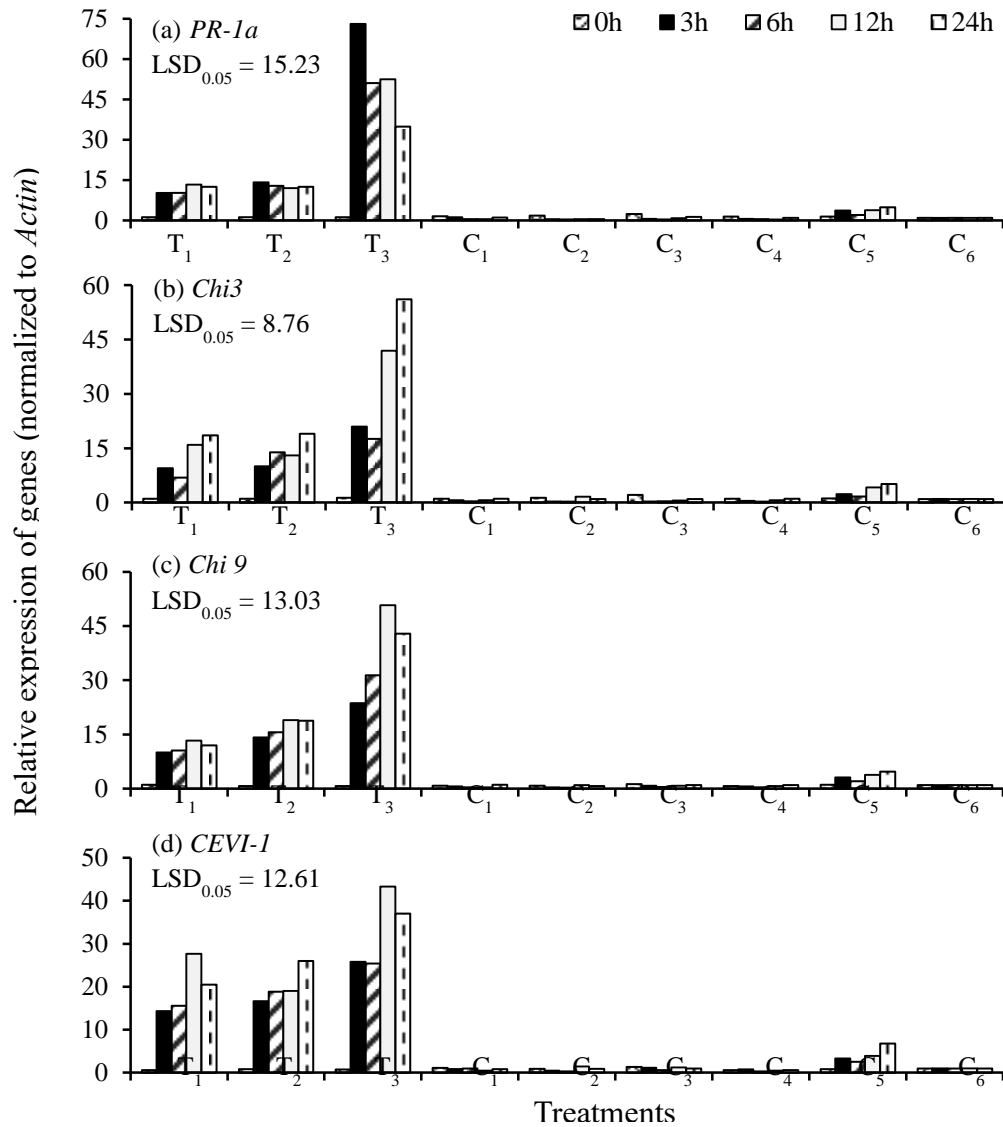 Relative expression of genes (normalized to Actin)
0h 3h 6h 12h 24h
(a) PR-1a
LSD0.05 = 15.23
75
60
45
30
15
0
T1 T2 T3 C1 C2 C3 C4 C5 C6
(b) Chi3
LSD0.05 = 8.76
60
45
30
15
0
T1 T2 T3 C1 C2 C3 C4 C5 C6
(c) Chi 9
LSD0.05 = 13.03
60
45
30
15
0
T1 T2 T3 C1 C2 C3 C4 C5 C6
(d) CEVI-1
LSD0.05 = 12.61
50
40
30
20
10
0
T1 T2 T3 C1 C2 C3 C4 C5 C6
Treatments